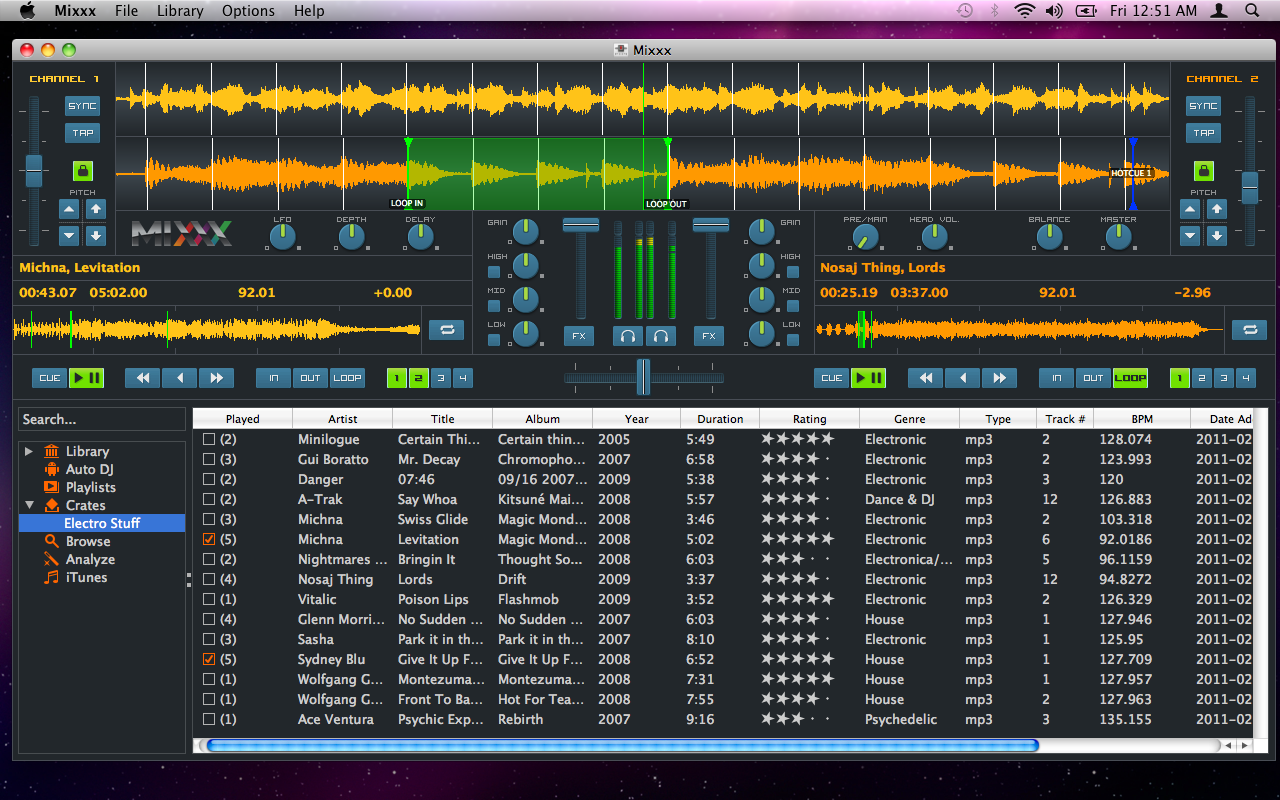 Mixxx File Library Options Help Fri 12:51 AM
Mixxx
CHANNEL 1
SYNC
TAP
PITCH
CHANNEL 2
SYNC
TAP
PITCH
LOOP IN
LOOP OUT
HOTCUE 1
MIXXX
LFO DEPTH DELAY
GAIN
HIGH
MID
LOW
FX
FX
GAIN
HIGH
MID
LOW
PRE/MAIN HEAD VOL. BALANCE MASTER
Michna, Levitation
00:43.07 05:02.00 92.01 +0.00
Nosaj Thing, Lords
00:25.19 03:37.00 92.01 -2.96
CUE IN OUT LOOP 1 2 3 4
CUE IN OUT LOOP 1 2 3 4
Search...
Library
Auto DJ
Playlists
Crates
Electro Stuff
Browse
Analyze
iTunes
Played Artist Title Album Year Duration Rating Genre Type Track # BPM Date Ad
(2) Minilogue Certain Thi... Certain thin... 2005 5:49 Electronic mp3 2 128.074 2011-02
(3) Gui Boratto Mr. Decay Chromopho... 2007 6:58 Electronic mp3 2 123.993 2011-02
(2) Danger 07:46 09/16 2007... 2009 5:38 Electronic mp3 3 120 2011-02
(2) A-Trak Say Whoa Kitsuné Mai... 2008 5:57 Dance & DJ mp3 12 126.883 2011-02
(3) Michna Swiss Glide Magic Mond... 2008 3:46 Electronic mp3 2 103.318 2011-02
(5) Michna Levitation Magic Mond... 2008 5:02 Electronic mp3 6 92.0186 2011-02
(2) Nightmares ... Bringin It Thought So... 2008 6:03 Electronica/... mp3 5 96.1159 2011-02
(4) Nosaj Thing Lords Drift 2009 3:37 Electronic mp3 12 94.8272 2011-02
(1) Vitalic Poison Lips Flashmob 2009 3:52 Electronic mp3 2 126.329 2011-02
(4) Glenn Morri... No Sudden ... No Sudden ... 2007 6:03 House mp3 1 127.946 2011-02
(3) Sasha Park it in th... Park it in th... 2007 8:10 Electronic mp3 1 125.95 2011-02
(5) Sydney Blu Give It Up F... Give It Up F... 2008 6:52 House mp3 1 127.709 2011-02
(1) Wolfgang G... Montezuma... Montezuma... 2008 7:31 House mp3 1 127.957 2011-02
(1) Wolfgang G... Front To Ba... Hot For Tea... 2008 7:55 House mp3 2 127.963 2011-02
(1) Ace Ventura Psychic Exp... Rebirth 2007 9:16 Psychedelic mp3 3 135.155 2011-02